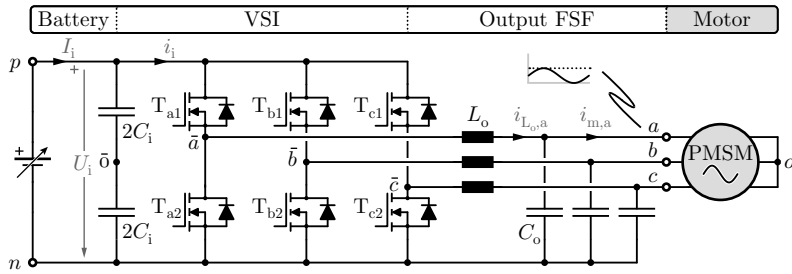 Battery VSI Output FSF Motor
p I_i i_i
+
T_a1 T_b1 T_c1
2C_i L_o i_Lo,a i_m,a a
ā
+ U_i ō b̄ b PMSM o
c̄ c
2C_i T_a2 T_b2 T_c2 C_o
n